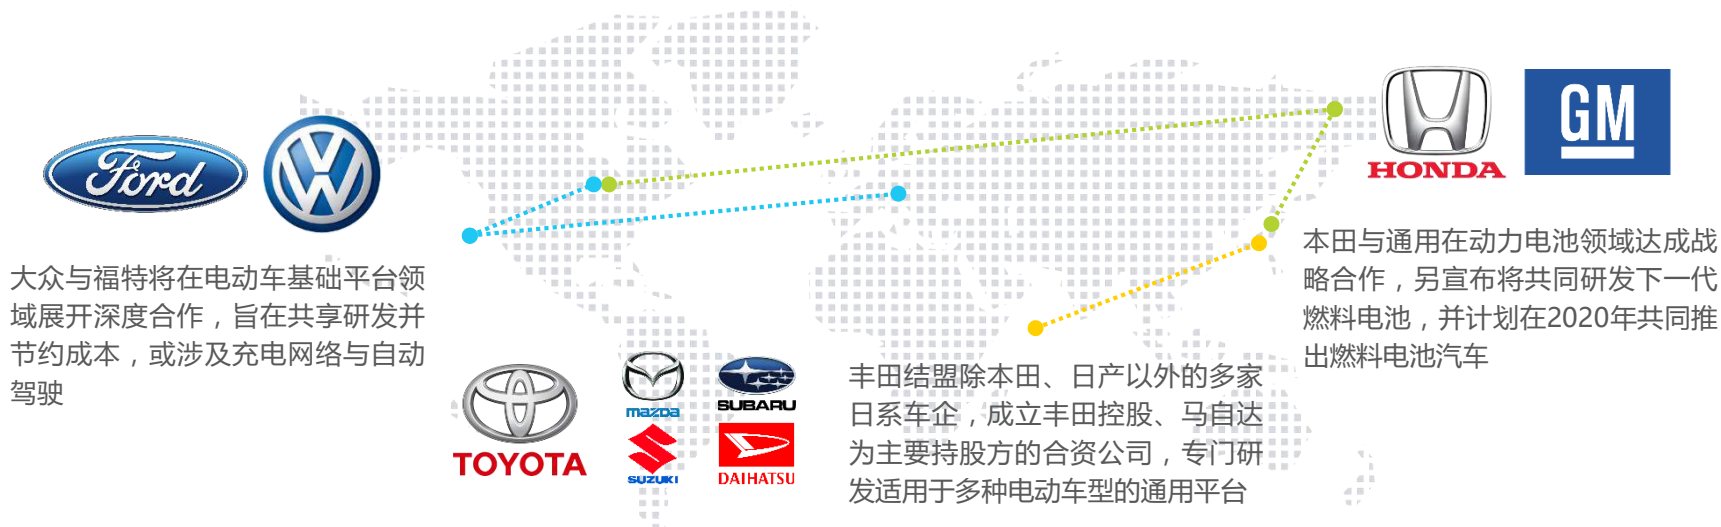 Ford
大众与福特将在电动车基础平台领
域展开深度合作，旨在共享研发并
节约成本，或涉及充电网络与自动
驾驶
TOYOTA
mazda
SUBARU
SUZUKI
DAIHATSU
丰田结盟除本田、日产以外的多家
日系车企，成立丰田控股、马自达
为主要持股方的合资公司，专门研
发适用于多种电动车型的通用平台
HONDA
GM
本田与通用在动力电池领域达成战
略合作，另宣布将共同研发下一代
燃料电池，并计划在2020年共同推
出燃料电池汽车